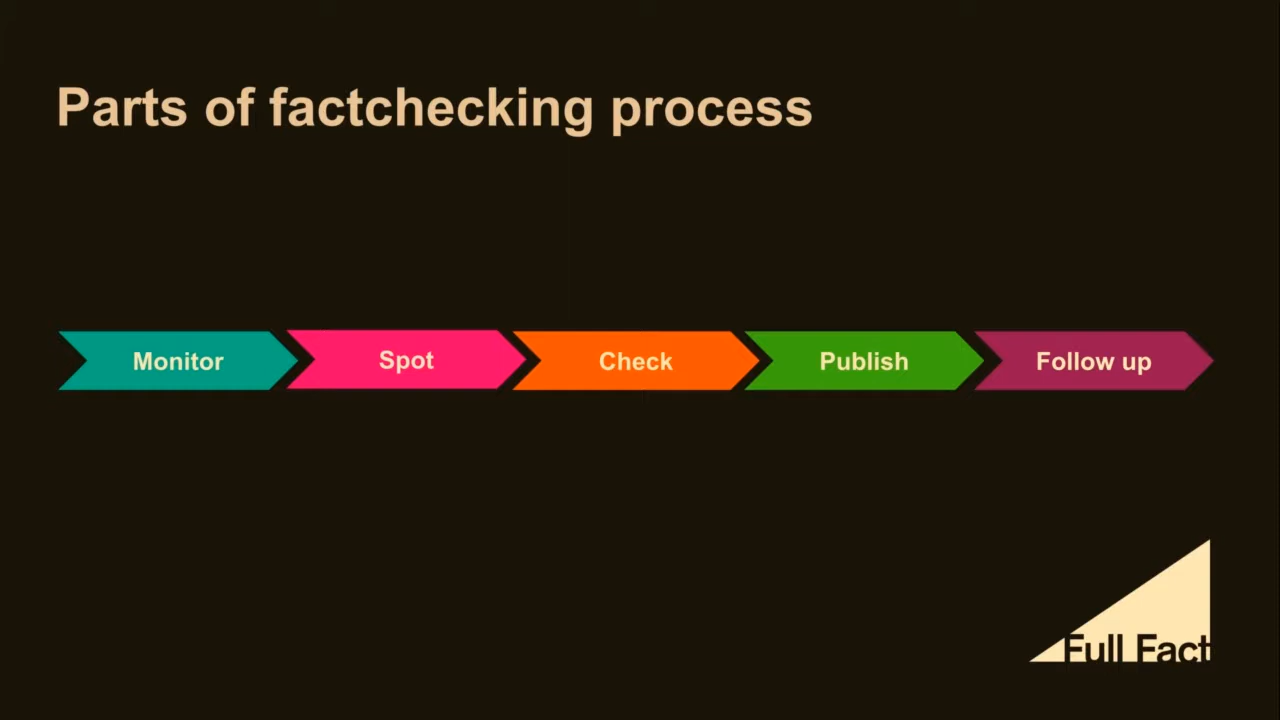 Parts of factchecking process
Monitor
Spot
Check
Publish
Follow up
Full Fact